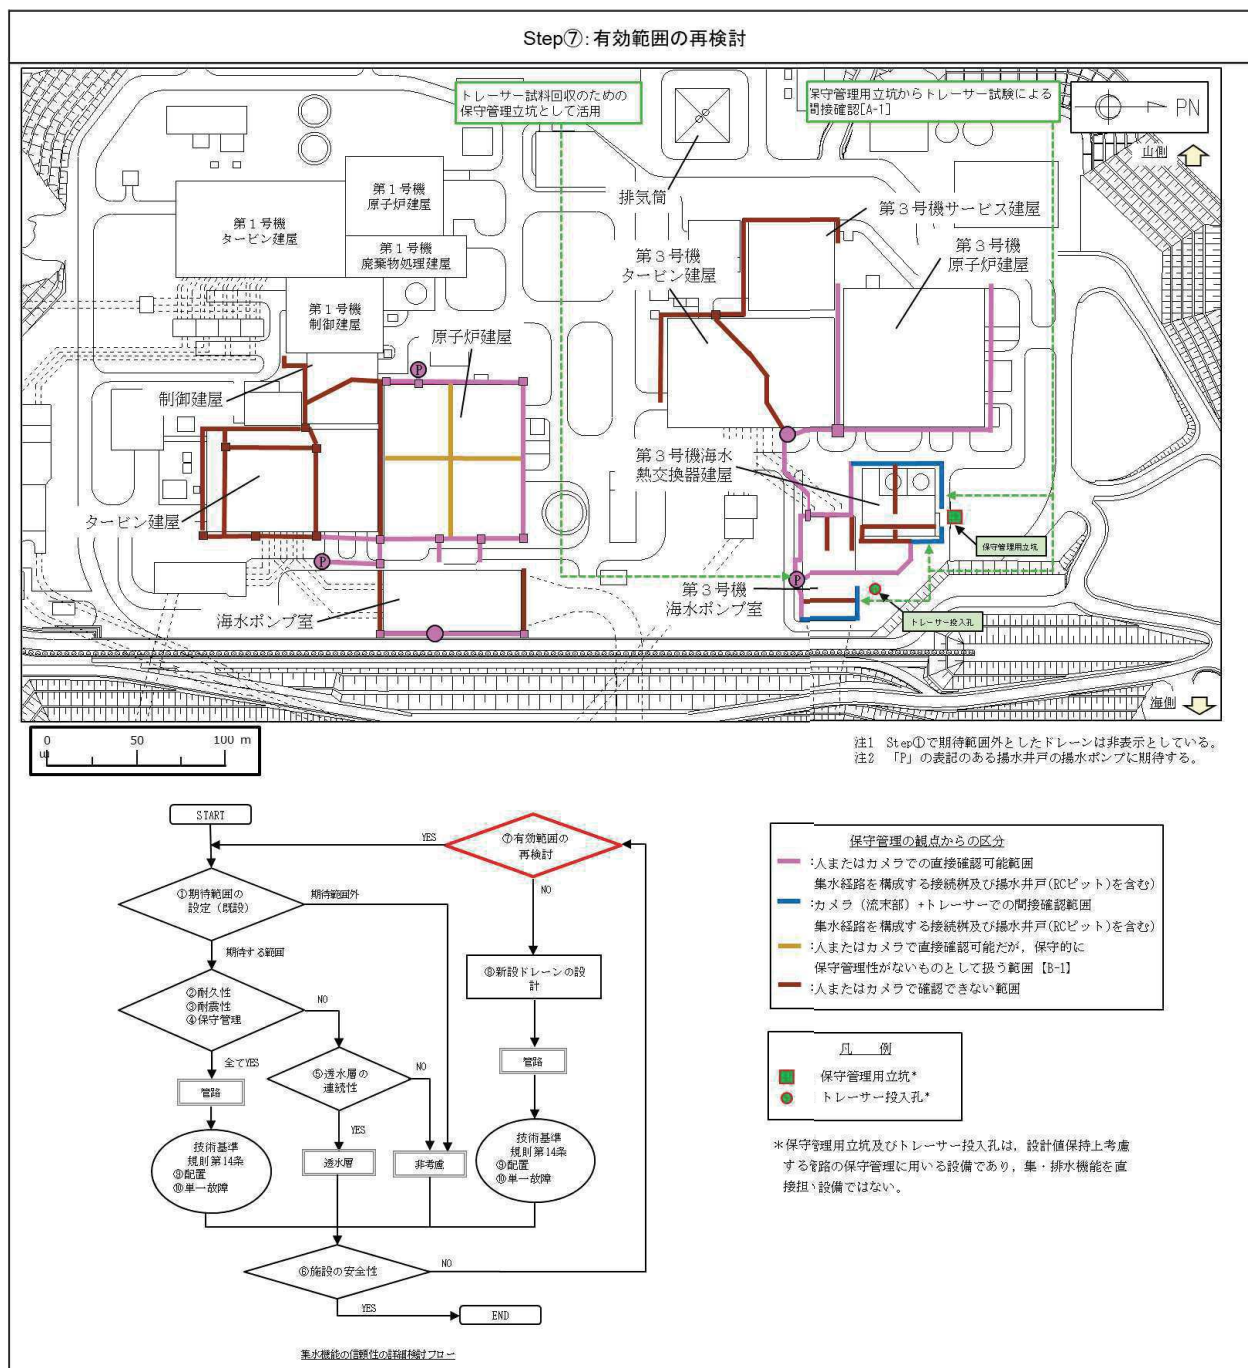 Step⑦:有効範囲の再検討
トレーサー試料回収のための
保守管理立坑として活用
保守管理用立坑からトレーサー試験による
間接確認[A-1]
PN
山側
排気筒
第1号機
原子炉建屋
第1号機
タービン建屋
第1号機
廃棄物処理建屋
第1号機
制御建屋
原子炉建屋
制御建屋
タービン建屋
海水ポンプ室
第3号機サービス建屋
第3号機
タービン建屋
第3号機
原子炉建屋
第3号機海水
熱交換器建屋
第3号機
海水ポンプ室
保守管理用立坑
トレーサー投入孔
P
P
P
海側
0 50 100 m
注1 Step①で期待範囲外としたドレーンは非表示としている。
注2 「P」の表記のある揚水井戸の揚水ポンプに期待する。
START
YES
⑦有効範囲の
再検討
①期待範囲の
設定(既設)
期待範囲外
NO
期待する範囲
②耐久性
③耐震性
④保守管理
NO
⑧新設ドレーンの設
計
全てYES
⑤透水層の
連続性
NO
管路
管路
YES
技術基準
規則第14条
⑨配置
⑩単一故障
透水層
非考慮
技術基準
規則第14条
⑨配置
⑩単一故障
⑥施設の安全性
NO
YES
END
集水機能の信頼性の詳細検討フロー
保守管理の観点からの区分
:人またはカメラでの直接確認可能範囲
集水経路を構成する接続桝及び揚水井戸(RCピット)を含む)
:カメラ(流末部)+トレーサーでの間接確認範囲
集水経路を構成する接続桝及び揚水井戸(RCピット)を含む)
:人またはカメラで直接確認可能だが,保守的に
保守管理性がないものとして扱う範囲【B-1】
:人またはカメラで確認できない範囲
凡 例
保守管理用立坑*
トレーサー投入孔*
*保守管理用立坑及びトレーサー投入孔は,設計値保持上考慮
する管路の保守管理に用いる設備であり,集・排水機能を直
接担う設備ではない。